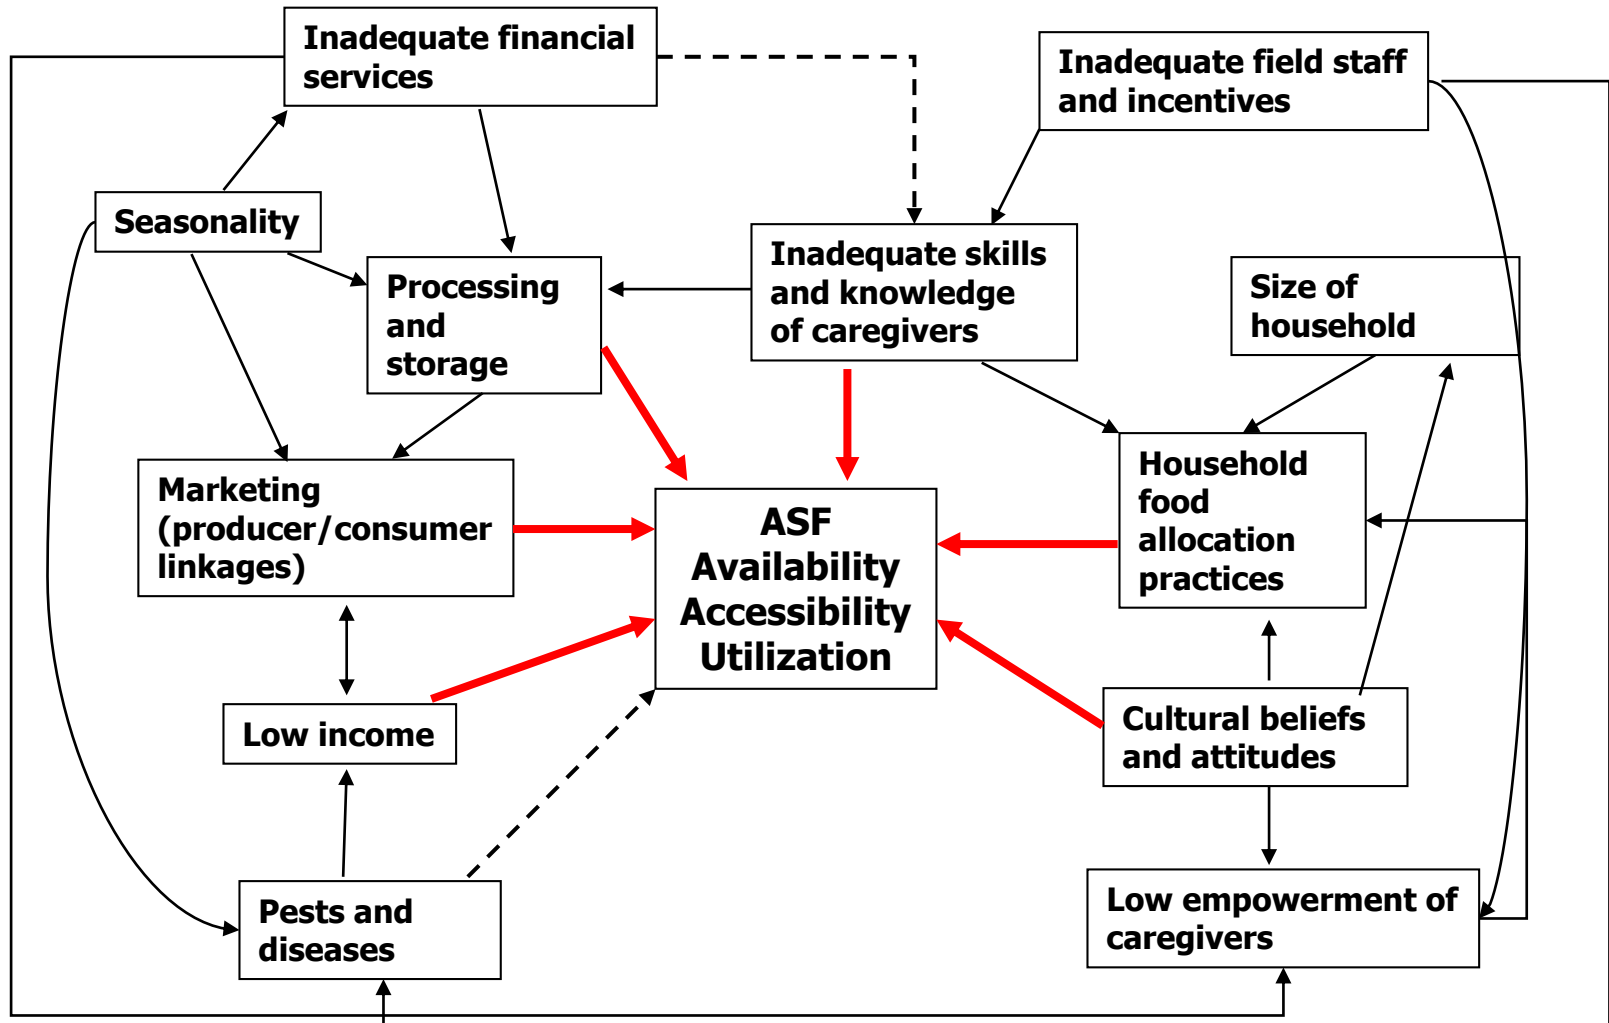 Inadequate financial
services
Inadequate field staff
and incentives
Seasonality
Inadequate skills
and knowledge
of caregivers
Processing
and
storage
Size of
household
Marketing
(producer/consumer
linkages)
Household
food
allocation
practices
ASF
Availability
Accessibility
Utilization
Low income
Cultural beliefs
and attitudes
Pests and
diseases
Low empowerment of
caregivers